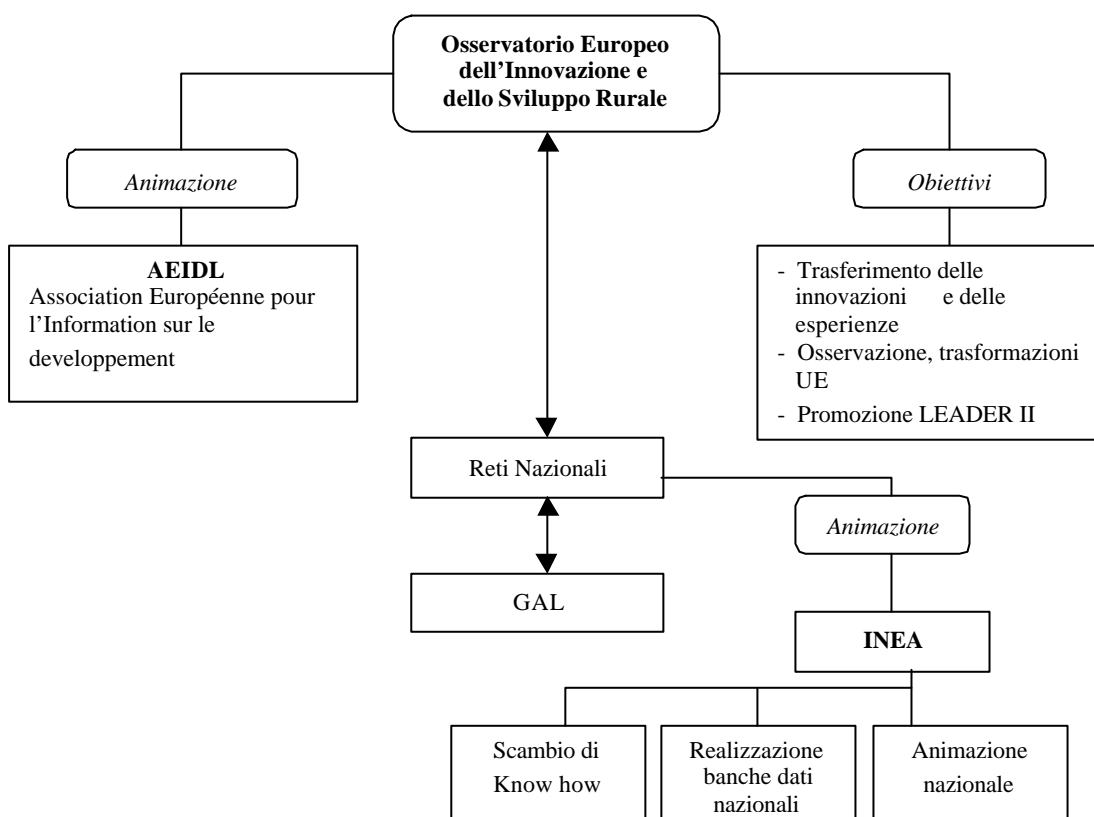 Osservatorio Europeo
dell'Innovazione e
dello Sviluppo Rurale
Animazione
Obiettivi
AEIDL
Association Européenne pour
l'Information sur le
developpement
- Trasferimento delle
innovazioni e delle
esperienze
- Osservazione, trasformazioni
UE
- Promozione LEADER II
Reti Nazionali
Animazione
GAL
INEA
Scambio di
Know how
Realizzazione
banche dati
nazionali
Animazione
nazionale